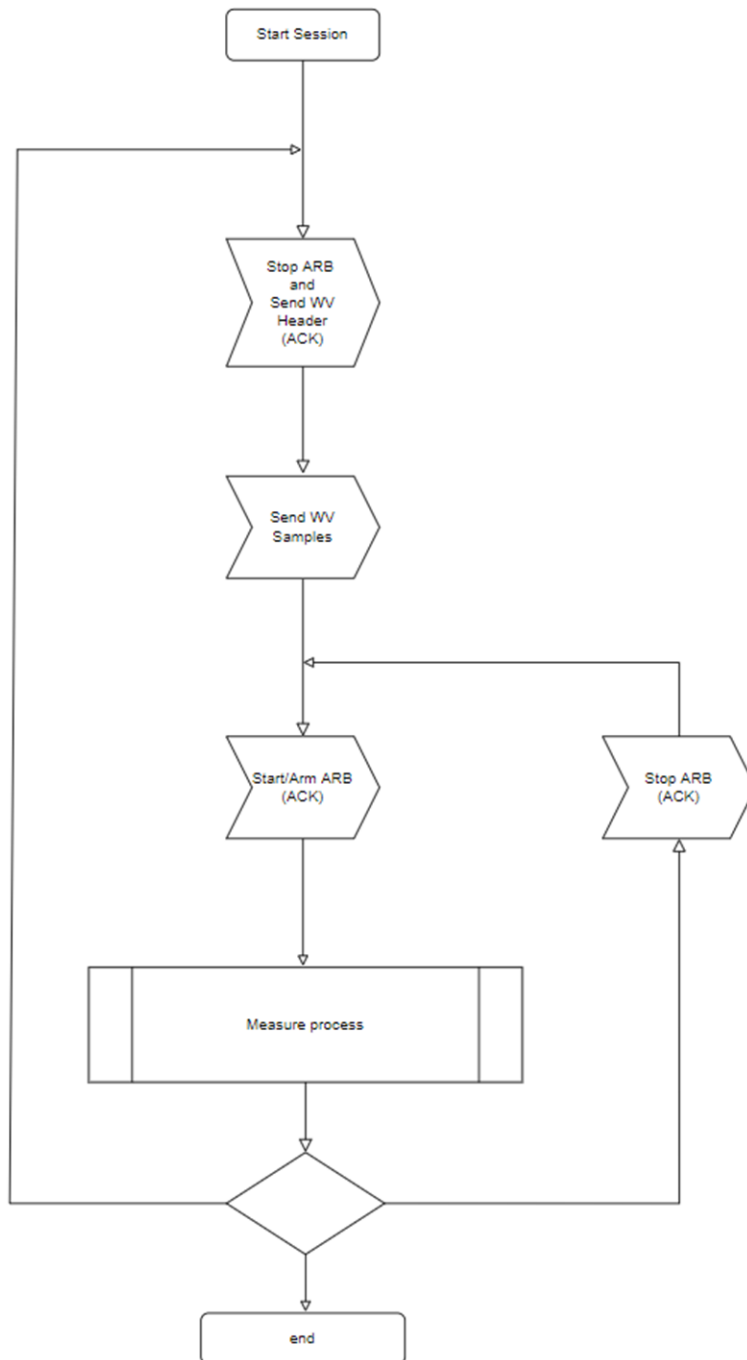 Start Session
Stop ARB
and
Send WV
Header
(ACK)
Send WV
Samples
Start/Arm ARB
(ACK)
Stop ARB
(ACK)
Measure process
end